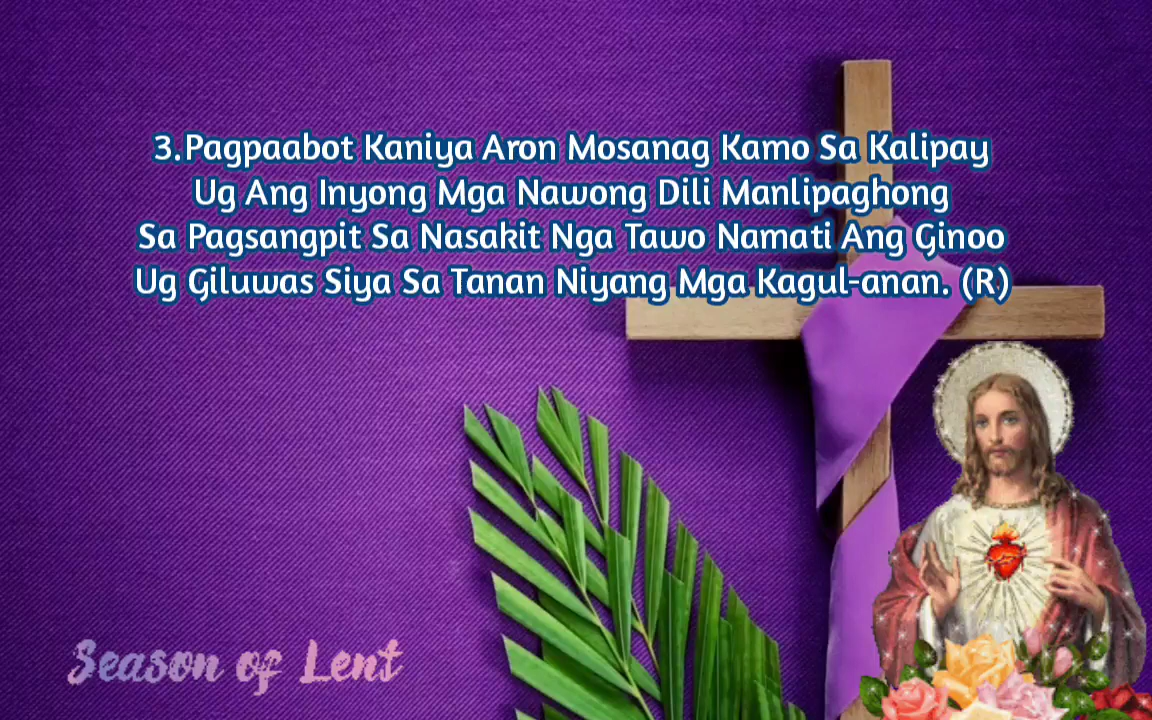 3.Pagpaabot Kaniya Aron Mosanag Kamo Sa Kalipay
Ug Ang Inyong Mga Nawong Dili Manlipaghong
Sa Pagsangpit Sa Nasakit Nga Tawo Namati Ang Ginoo
Ug Giluwas Siya Sa Tanan Niyang Mga Kagul-anan. (R)
Season of Lent